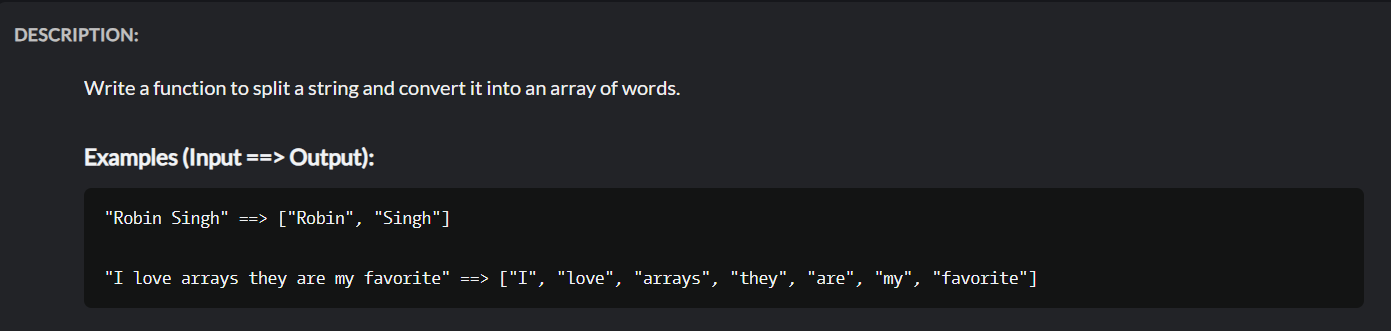 DESCRIPTION:
Write a function to split a string and convert it into an array of words.
Examples (Input ==> Output):
"Robin Singh" ==> ["Robin", "Singh"]
"I love arrays they are my favorite" ==> ["I", "love", "arrays", "they", "are", "my", "favorite"]